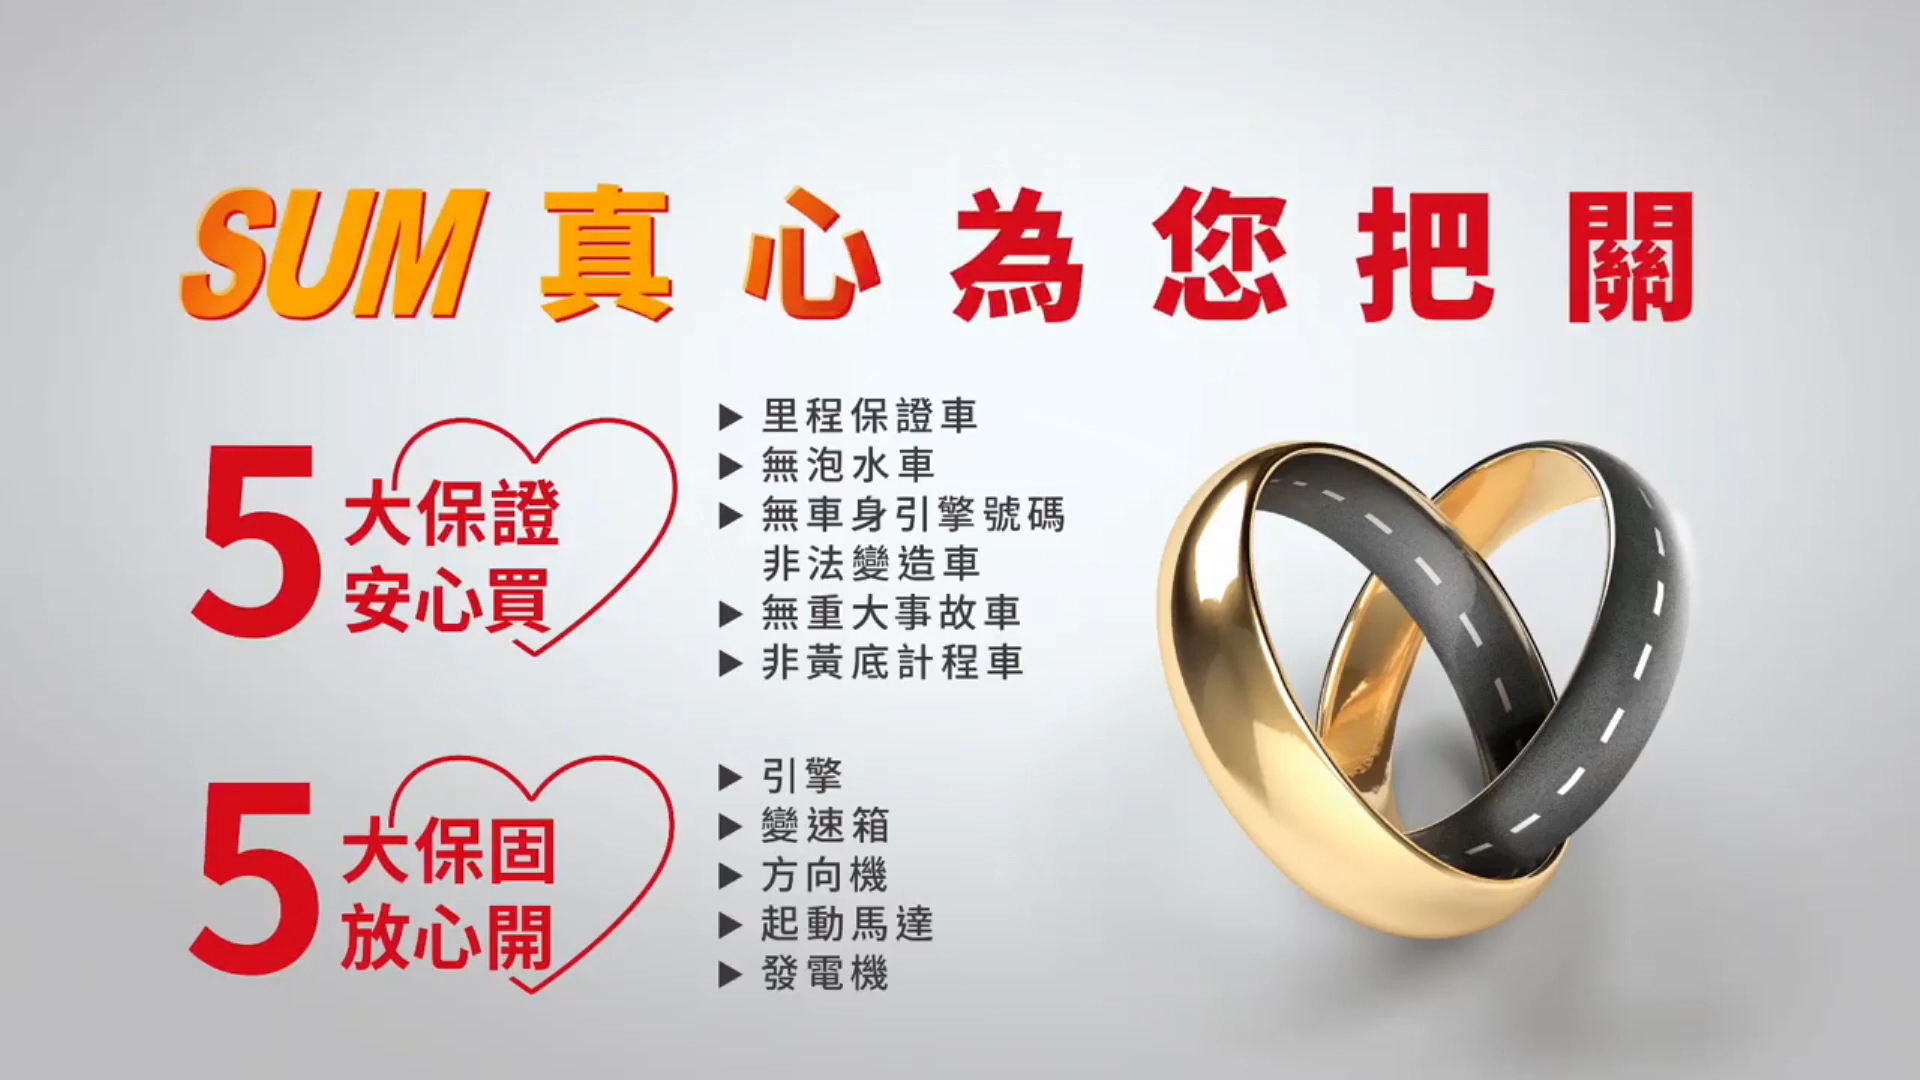 SUM 真心為您把關
5大保證
安心買
▶ 里程保證車
▶ 無泡水車
▶ 無車身引擎號碼
非法變造車
▶ 無重大事故車
▶ 非黃底計程車
5大保固
放心開
▶ 引擎
▶ 變速箱
▶ 方向機
▶ 起動馬達
▶ 發電機